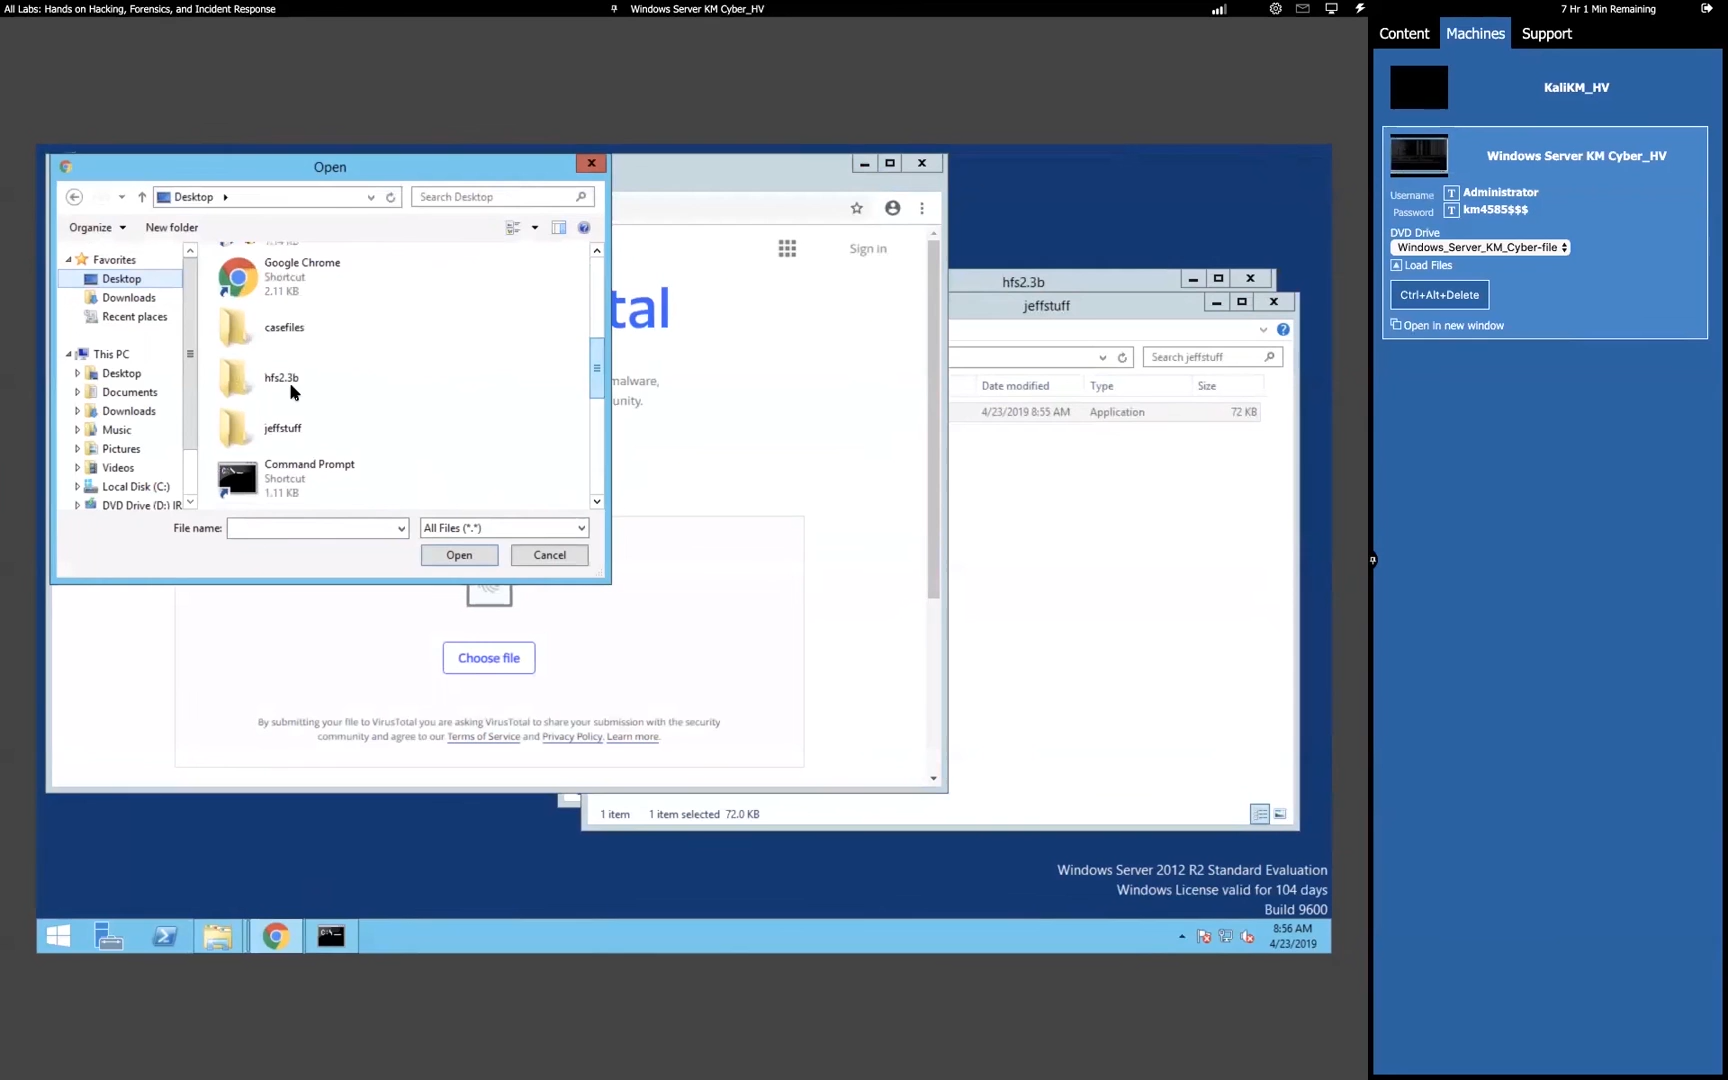 All Labs: Hands on Hacking, Forensics, and Incident Response
Windows Server KM Cyber_HV
7 Hr 1 Min Remaining
Content
Machines
Support
KaliKM_HV
Windows Server KM Cyber_HV
Username
T
Administrator
Password
T
km4585$$$
DVD Drive
Windows_Server_KM_Cyber-file
Load Files
Ctrl+Alt+Delete
Open in new window
Open
Desktop
Search Desktop
Organize
New folder
Favorites
Desktop
Downloads
Recent places
This PC
Desktop
Documents
Downloads
Music
Pictures
Videos
Local Disk (C:)
DVD Drive (D:) IR
Google Chrome
Shortcut
2.11 KB
casefiles
hfs2.3b
jeffstuff
Command Prompt
Shortcut
1.11 KB
File name:
All Files (*.*)
Open
Cancel
Sign in
tal
malware,
unity.
Choose file
By submitting your file to VirusTotal you are asking VirusTotal to share your submission with the security
community and agree to our Terms of Service and Privacy Policy. Learn more.
hfs2.3b
jeffstuff
Search jeffstuff
Date modified
Type
Size
4/23/2019 8:55 AM
Application
72 KB
1 item
1 item selected 72.0 KB
Windows Server 2012 R2 Standard Evaluation
Windows License valid for 104 days
Build 9600
8:56 AM
4/23/2019